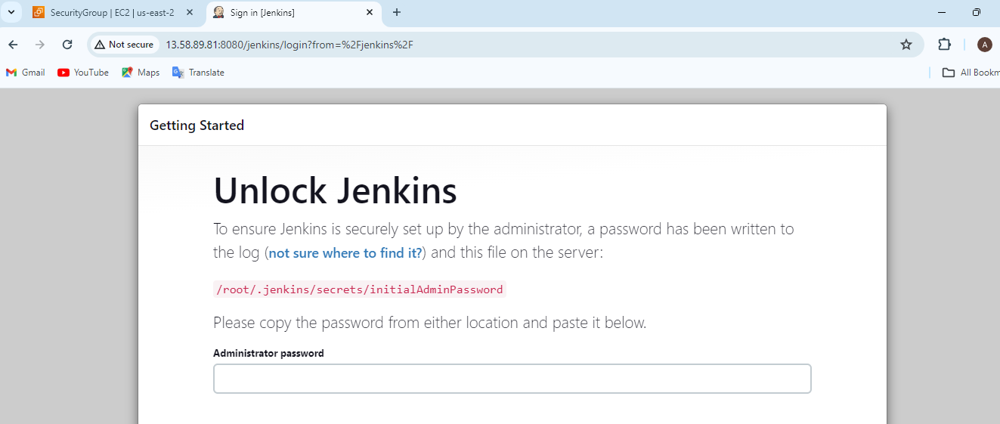 SecurityGroup | EC2 | us-east-2
Sign in [Jenkins]
Not secure
13.58.89.81:8080/jenkins/login?from=%2Fjenkins%2F
A
Gmail
YouTube
Maps
Translate
All Bookm
Getting Started
Unlock Jenkins
To ensure Jenkins is securely set up by the administrator, a password has been written to
the log (not sure where to find it?) and this file on the server:
/root/.jenkins/secrets/initialAdminPassword
Please copy the password from either location and paste it below.
Administrator password